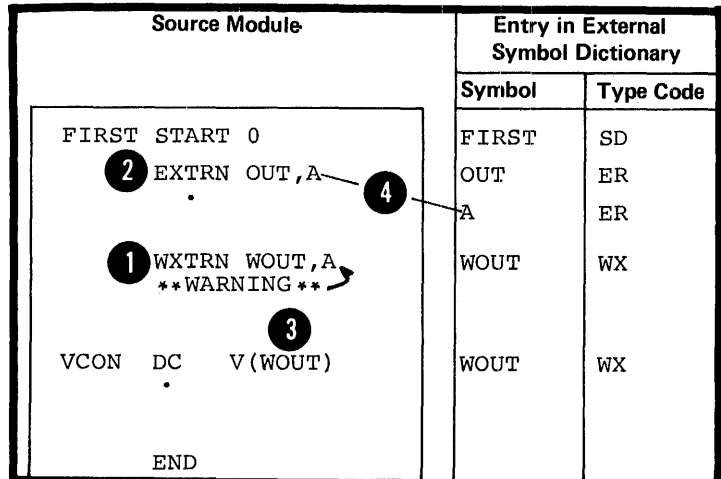 Source Module
Entry in External
Symbol Dictionary
Symbol Type Code
FIRST START 0 FIRST SD
2 EXTRN OUT,A 4 OUT ER
A ER
1 WXTRN WOUT,A WOUT WX
**WARNING**
3
VCON DC V(WOUT) WOUT WX
END